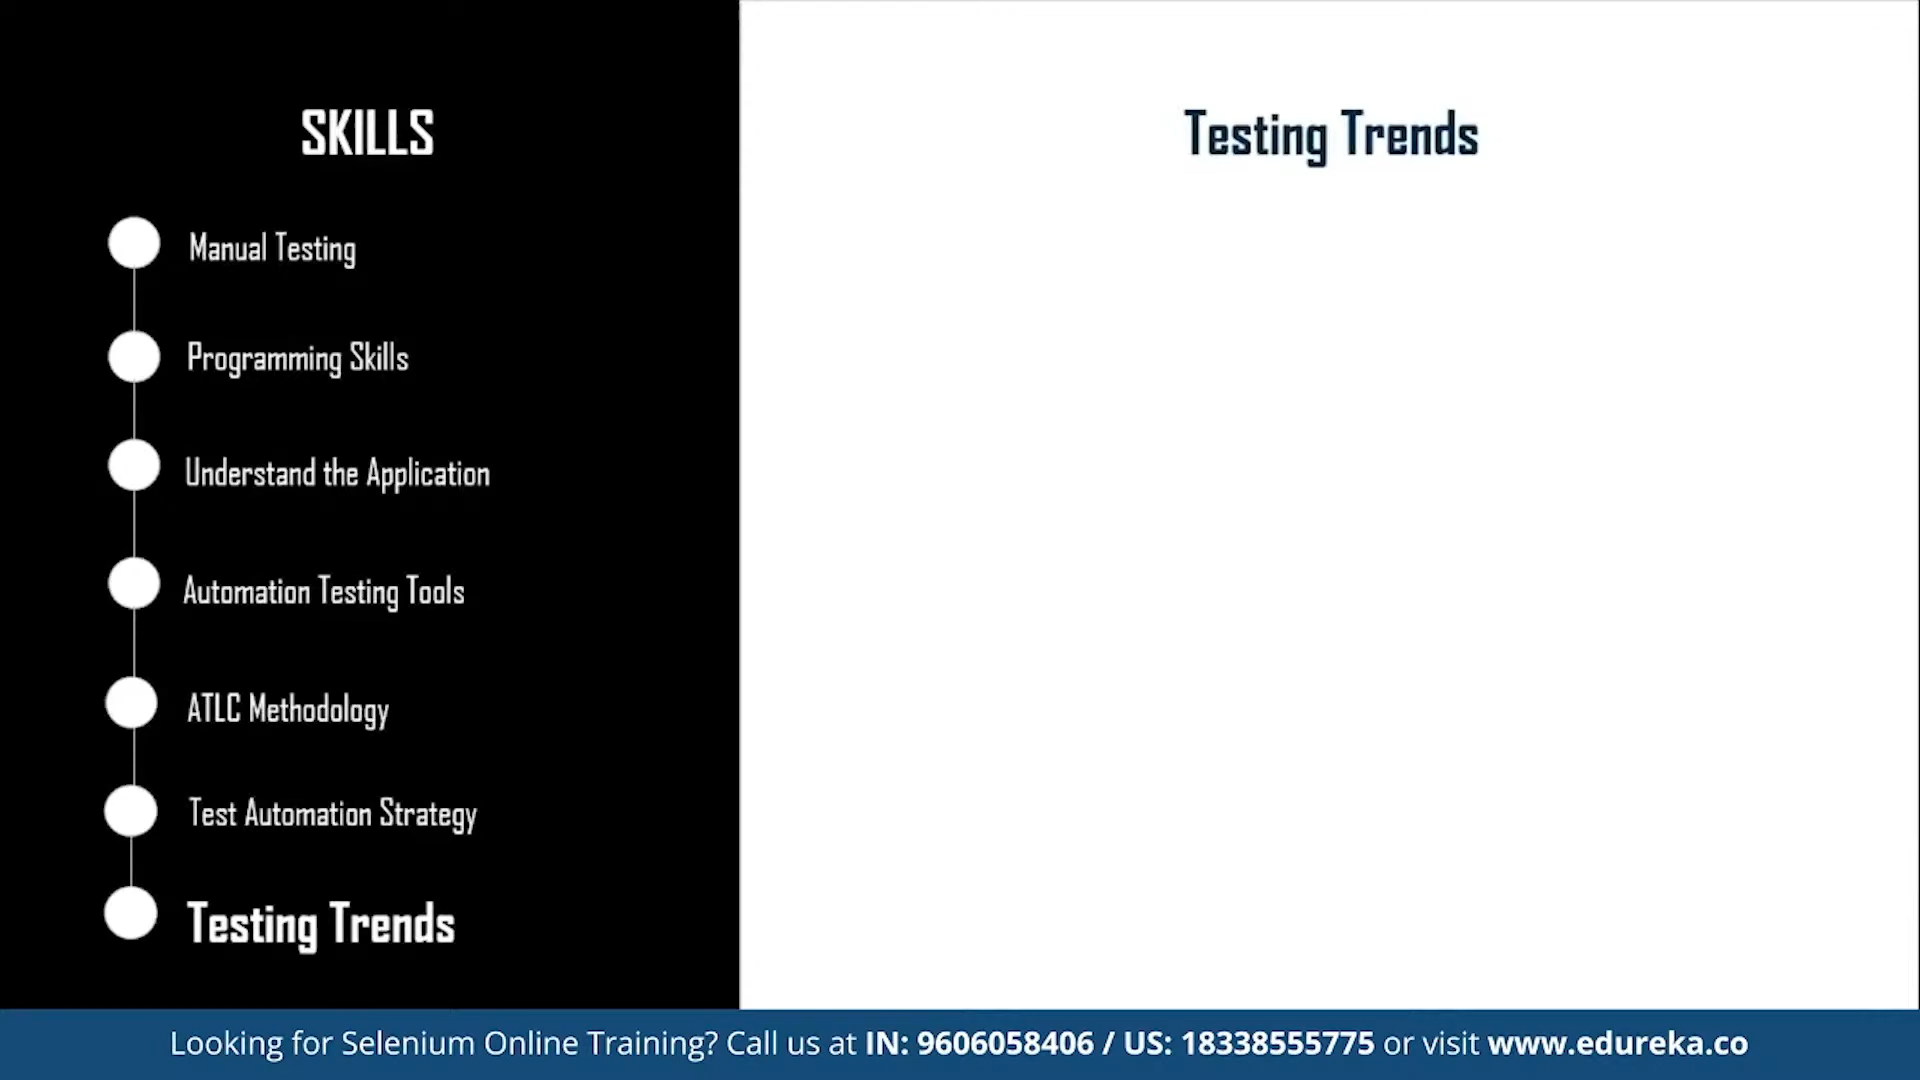 SKILLS
Manual Testing
Programming Skills
Understand the Application
Automation Testing Tools
ATLC Methodology
Test Automation Strategy
Testing Trends
Testing Trends
Looking for Selenium Online Training? Call us at IN: 9606058406 / US: 18338555775 or visit www.edureka.co